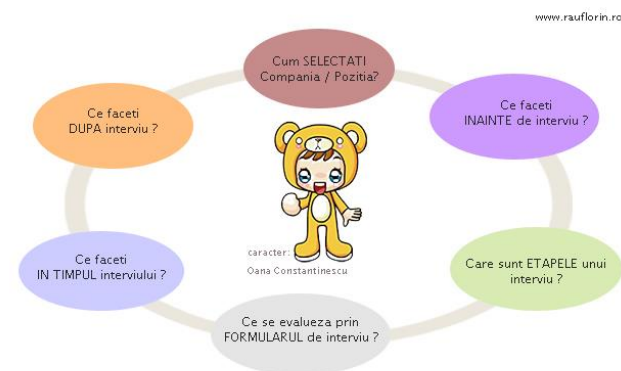 www.rauflorin.ro
Cum SELECTATI
Compania / Pozitia?
Ce faceti
INAINTE de interviu ?
Care sunt ETAPELE unui
interviu ?
Ce se evalueza prin
FORMULARUL de interviu ?
Ce faceti
IN TIMPUL interviului ?
Ce faceti
DUPA interviu ?
caracter:
Oana Constantinescu